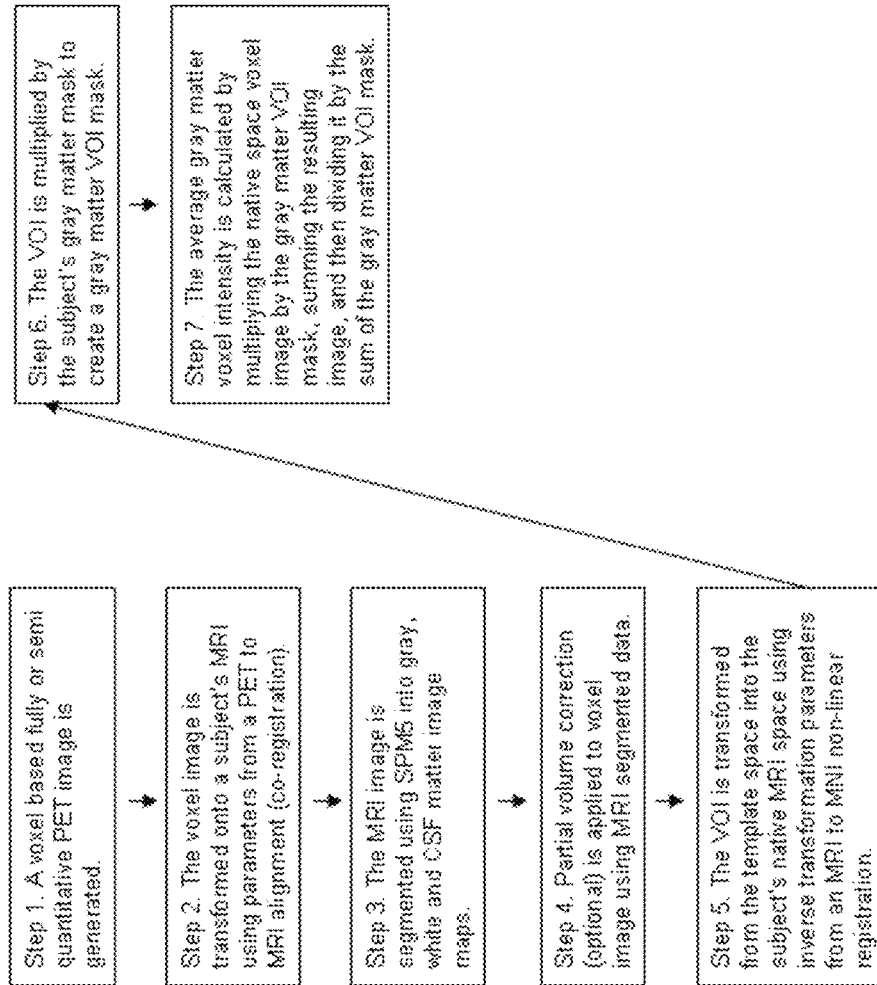 Step 1. A voxel based fully or semi
quantitative PET image is
generated.
Step 2. The voxel image is
transformed onto a subject's MRI
using parameters from a PET to
MRI alignment (co-registration).
Step 3. The MRI image is
segmented using SPM5 into gray,
white and CSF matter image
maps.
Step 4. Partial volume correction
(optional) is applied to voxel
image using MRI segmented data.
Step 5. The VOI is transformed
from the template space into the
subject's native MRI space using
inverse transformation parameters
from an MRI to MNI non-linear
registration.
Step 6. The VOI is multiplied by
the subject's gray matter mask to
create a gray matter VOI mask.
Step 7. The average gray matter
voxel intensity is calculated by
multiplying the native space voxel
image by the gray matter VOI
mask, summing the resulting
image, and then dividing it by the
sum of the gray matter VOI mask.